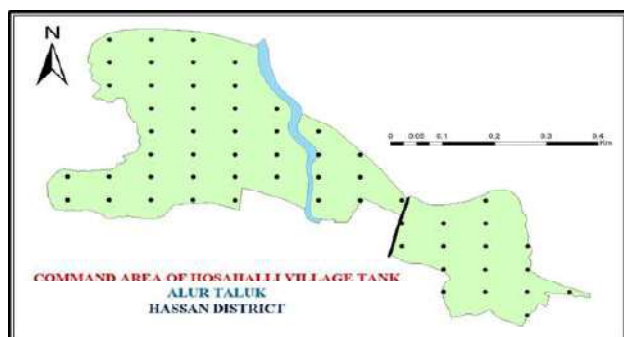 N
0 0.05 0.1 0.2 0.3 0.4
Km
COMMAND AREA OF HOSAHALLI VILLAGE TANK
ALUR TALUK
HASSAN DISTRICT